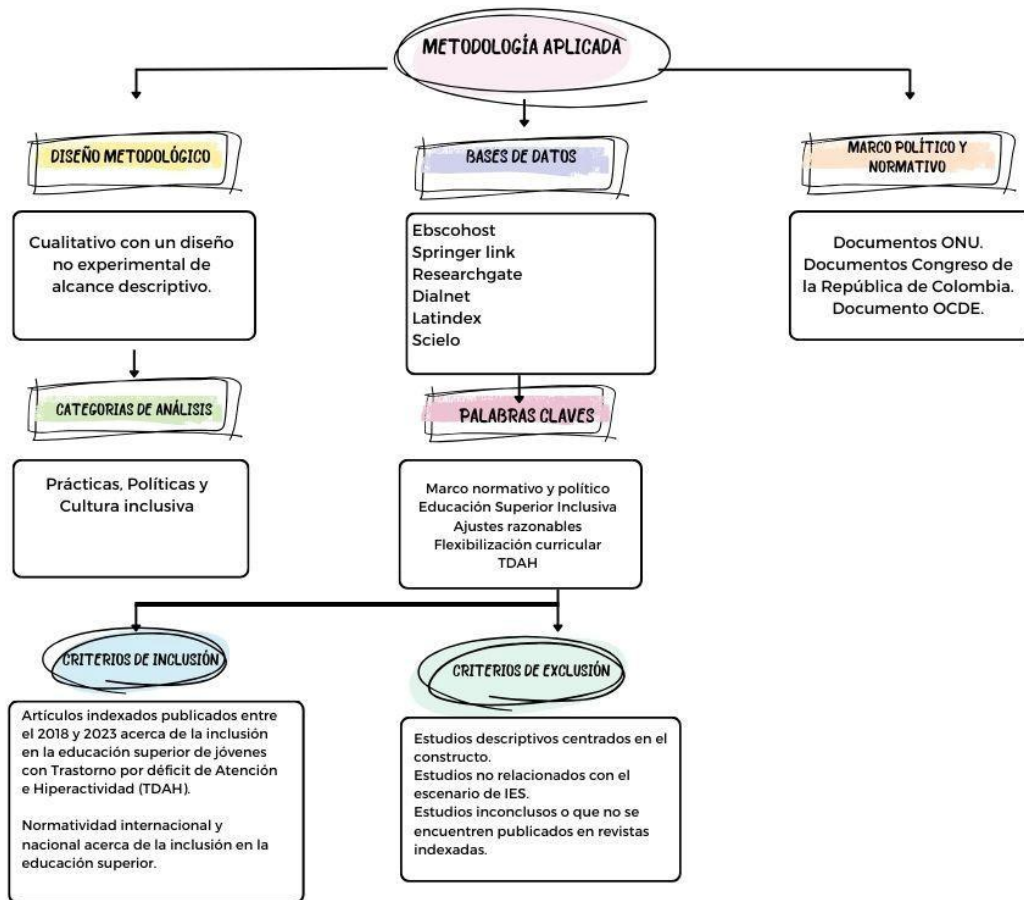 METODOLOGÍA APLICADA
DISEÑO METODOLÓGICO
Cualitativo con un diseño
no experimental de
alcance descriptivo.
CATEGORIAS DE ANÁLISIS
Prácticas, Políticas y
Cultura inclusiva
BASES DE DATOS
Ebscohost
Springer link
Researchgate
Dialnet
Latindex
Scielo
PALABRAS CLAVES
Marco normativo y político
Educación Superior Inclusiva
Ajustes razonables
Flexibilización curricular
TDAH
MARCO POLÍTICO Y
NORMATIVO
Documentos ONU.
Documentos Congreso de
la República de Colombia.
Documento OCDE.
CRITERIOS DE INCLUSIÓN
Artículos indexados publicados entre
el 2018 y 2023 acerca de la inclusión
en la educación superior de jóvenes
con Trastorno por déficit de Atención
e Hiperactividad (TDAH).
Normatividad internacional y
nacional acerca de la inclusión en la
educación superior.
CRITERIOS DE EXCLUSIÓN
Estudios descriptivos centrados en el
constructo.
Estudios no relacionados con el
escenario de IES.
Estudios inconclusos o que no se
encuentren publicados en revistas
indexadas.